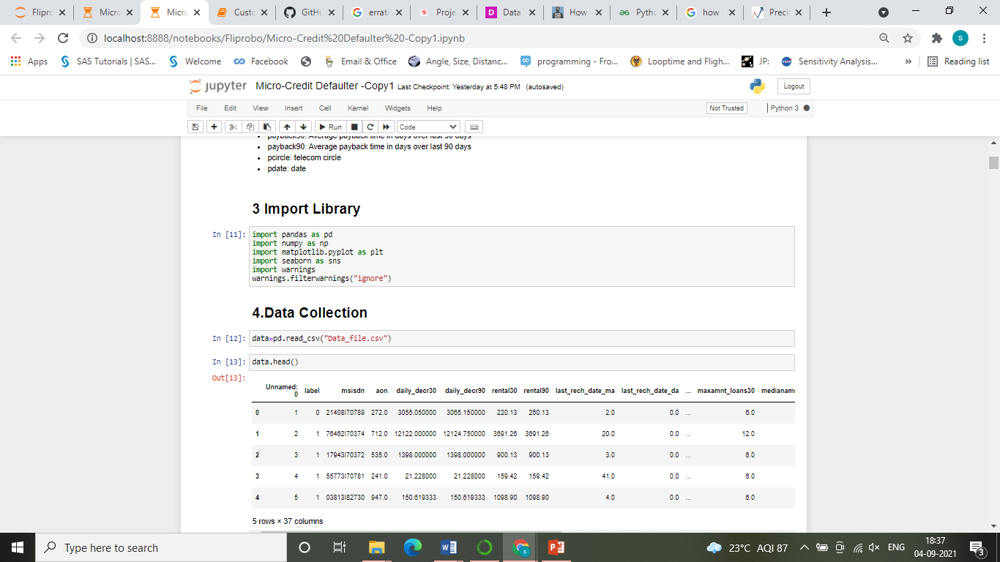 Flipro
Micro
Micro
Custo
GitHu
errati
Proje
DataT
How
Pytho
how
Preci
localhost:8888/notebooks/Fliprobo/Micro-Credit%20Defaulter%20-Copy1.ipynb
Apps SAS Tutorials | SAS... Welcome Facebook Email & Office Angle, Size, Distanc... programming - Fro... Looptime and Fligh... JP: Sensitivity Analysis... » Reading list
jupyter Micro-Credit Defaulter -Copy1 Last Checkpoint: Yesterday at 5:48 PM (autosaved) Logout
File Edit View Insert Cell Kernel Widgets Help Not Trusted Python 3
Run Code
• payback30: Average payback time in days over last 30 days
• payback90: Average payback time in days over last 90 days
• pcircle: telecom circle
• pdate: date
3 Import Library
In [11]: import pandas as pd
import numpy as np
import matplotlib.pyplot as plt
import seaborn as sns
import warnings
warnings.filterwarnings("ignore")
4.Data Collection
In [12]: data=pd.read_csv("Data_file.csv")
In [13]: data.head()
Out[13]:
Unnamed: 0 label msisdn aon daily_decr30 daily_decr90 rental30 rental90 last_rech_date_ma last_rech_date_da ... maxamnt_loans30 medianamn
0 1 0 21408I70789 272.0 3055.050000 3065.150000 220.13 260.13 2.0 0.0 ... 6.0
1 2 1 76462I70374 712.0 12122.000000 12124.750000 3691.26 3691.26 20.0 0.0 ... 12.0
2 3 1 17943I70372 535.0 1398.000000 1398.000000 900.13 900.13 3.0 0.0 ... 6.0
3 4 1 55773I70781 241.0 21.228000 21.228000 159.42 159.42 41.0 0.0 ... 6.0
4 5 1 03813I82730 947.0 150.619333 150.619333 1098.90 1098.90 4.0 0.0 ... 6.0
5 rows × 37 columns
Type here to search 23°C AQI 87 ENG 18:37
04-09-2021 3